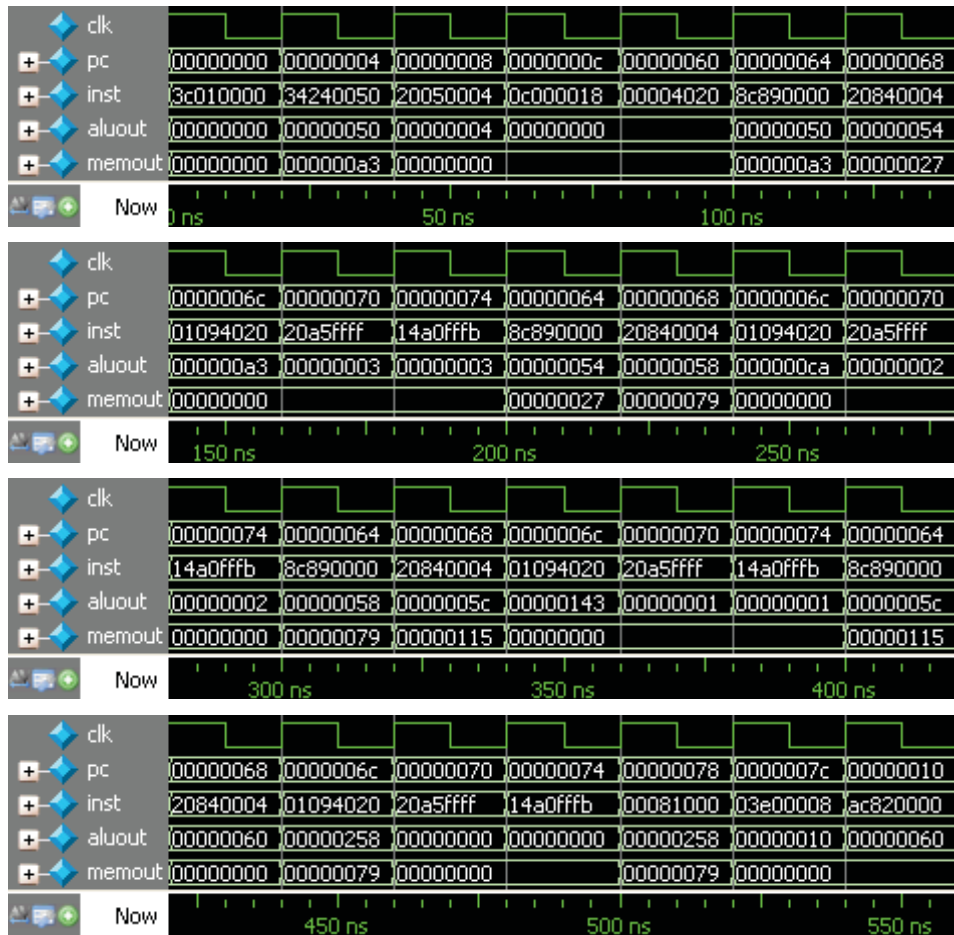 clk
pc 00000000 00000004 00000008 0000000c 00000060 00000064 00000068
inst 3c010000 34240050 20050004 0c000018 00004020 8c890000 20840004
aluout 00000000 00000050 00000004 00000000 00000050 00000054
memout 00000000 000000a3 00000000 000000a3 00000027
Now 0 ns 50 ns 100 ns
clk
pc 0000006c 00000070 00000074 00000064 00000068 0000006c 00000070
inst 01094020 20a5ffff 14a0fffb 8c890000 20840004 01094020 20a5ffff
aluout 000000a3 00000003 00000003 00000054 00000058 000000ca 00000002
memout 00000000 00000027 00000079 00000000
Now 150 ns 200 ns 250 ns
clk
pc 00000074 00000064 00000068 0000006c 00000070 00000074 00000064
inst 14a0fffb 8c890000 20840004 01094020 20a5ffff 14a0fffb 8c890000
aluout 00000002 00000058 0000005c 00000143 00000001 00000001 0000005c
memout 00000000 00000079 00000115 00000000 00000115
Now 300 ns 350 ns 400 ns
clk
pc 00000068 0000006c 00000070 00000074 00000078 0000007c 00000010
inst 20840004 01094020 20a5ffff 14a0fffb 00081000 03e00008 ac820000
aluout 00000060 00000258 00000000 00000000 00000258 00000010 00000060
memout 00000000 00000079 00000000 00000079 00000000
Now 450 ns 500 ns 550 ns